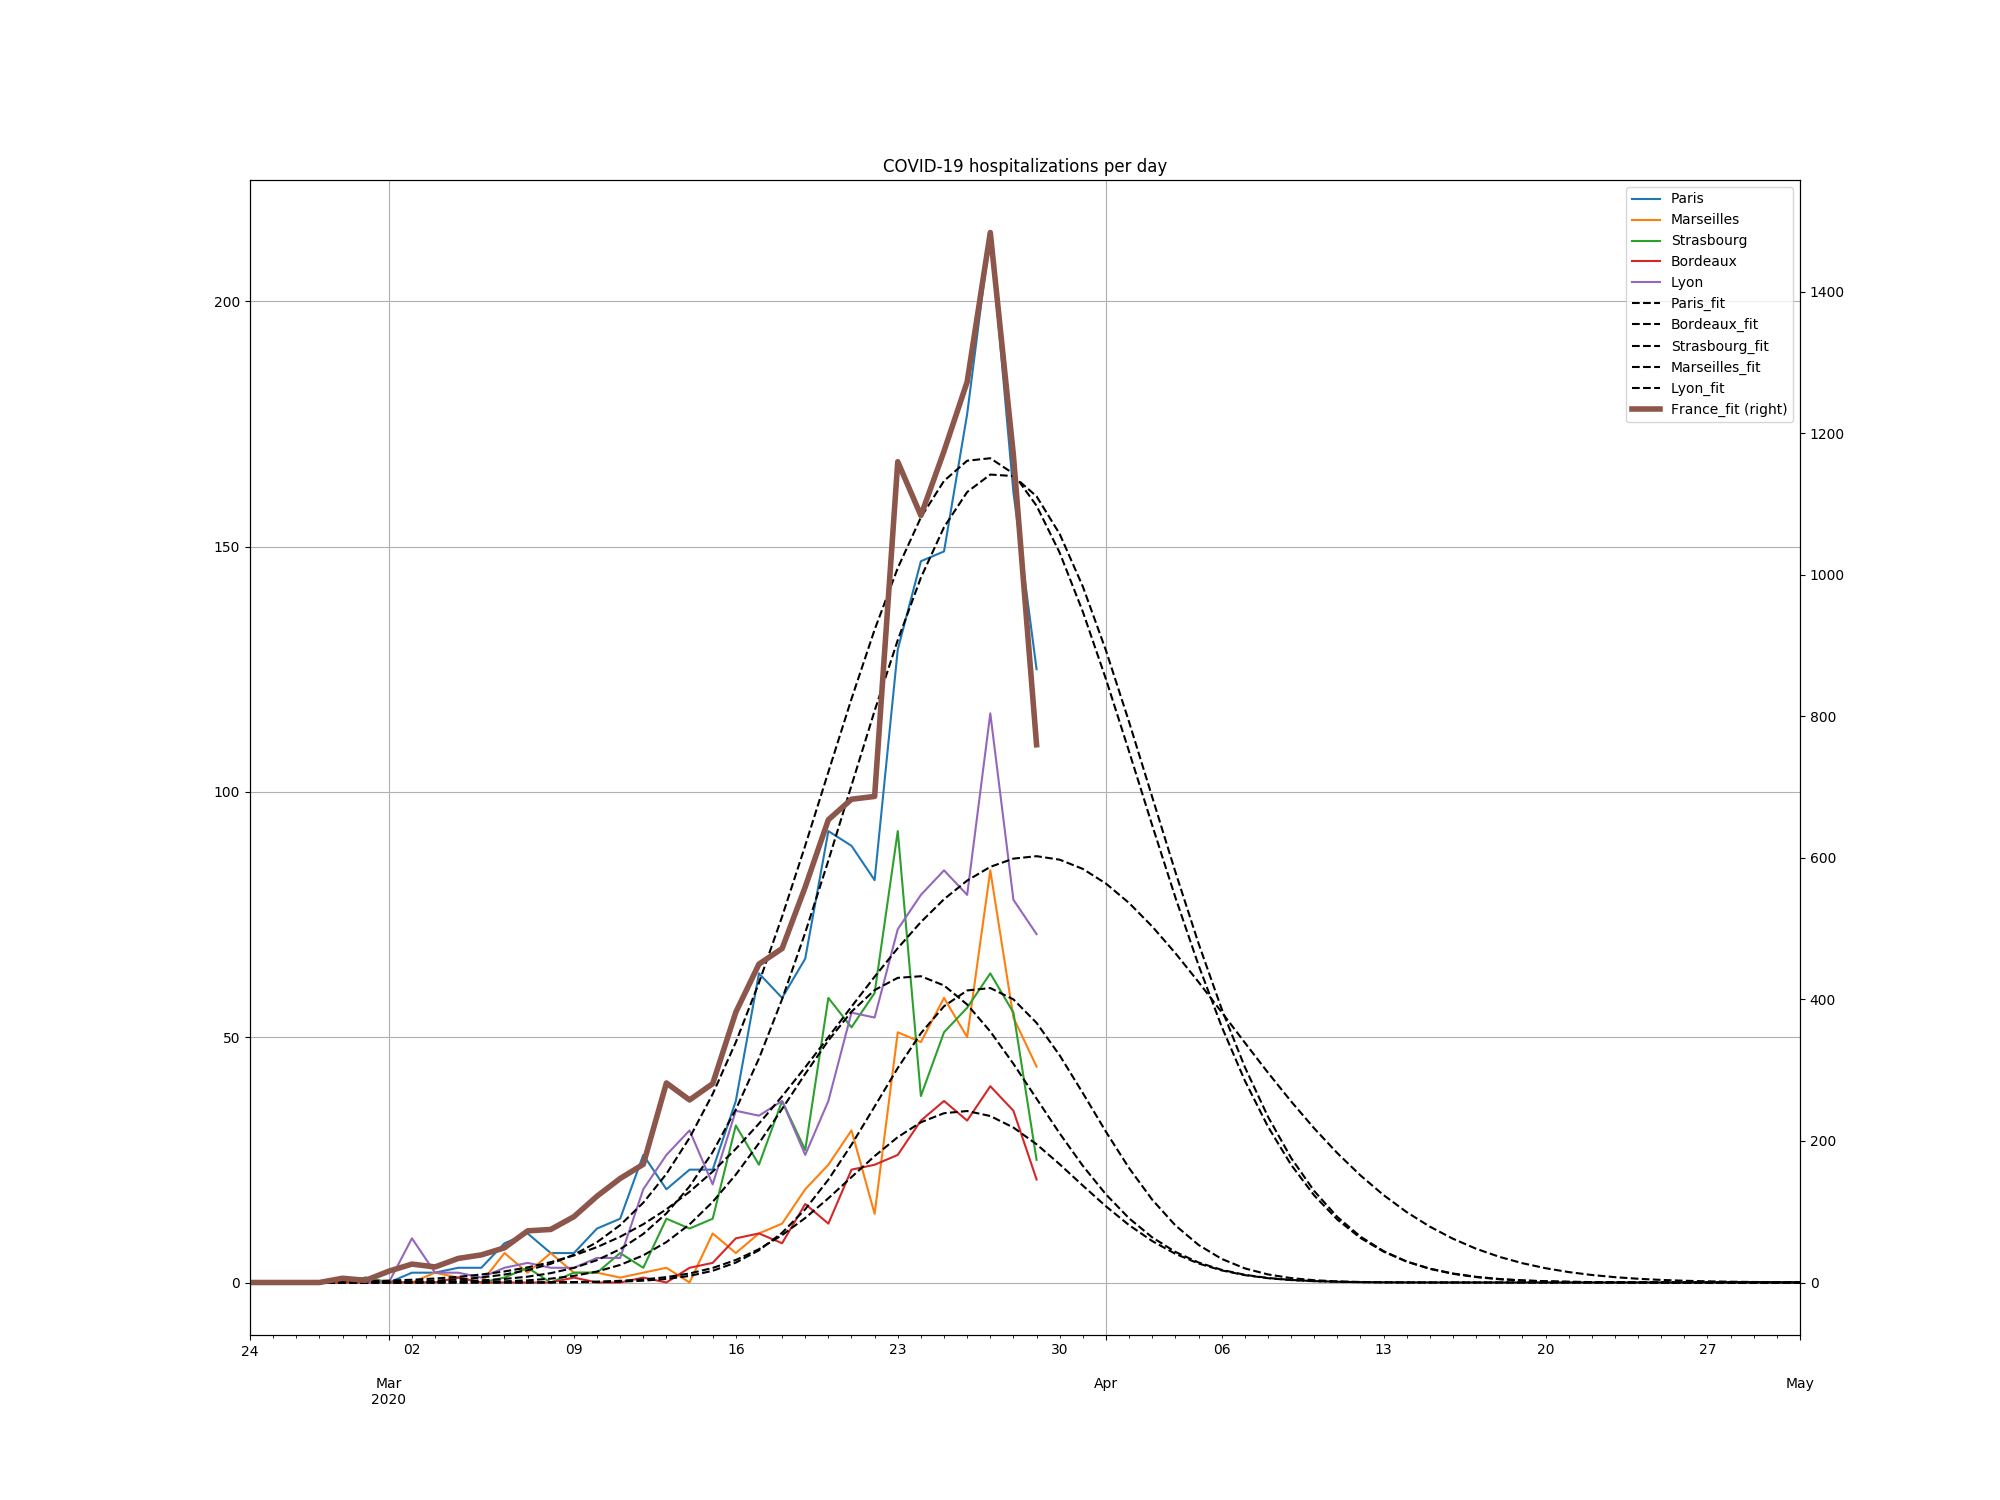 COVID-19 hospitalizations per day
Paris
Marseilles
Strasbourg
Bordeaux
Lyon
Paris_fit
Bordeaux_fit
Strasbourg_fit
Marseilles_fit
Lyon_fit
France_fit (right)
200
150
100
50
0
1400
1200
1000
800
600
400
200
0
24 02 09 16 23 30 06 13 20 27
Mar Apr May
2020